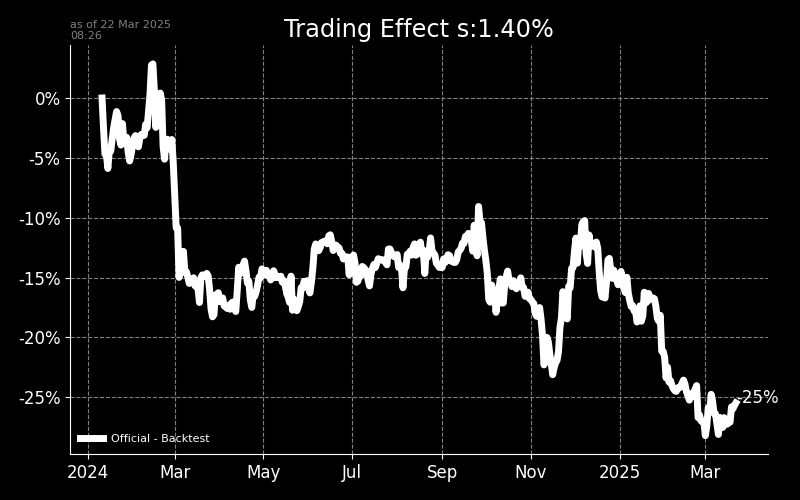 as of 22 Mar 2025
08:26
Trading Effect s:1.40%
0%
-5%
-10%
-15%
-20%
-25%
-25%
Official - Backtest
2024 Mar May Jul Sep Nov 2025 Mar